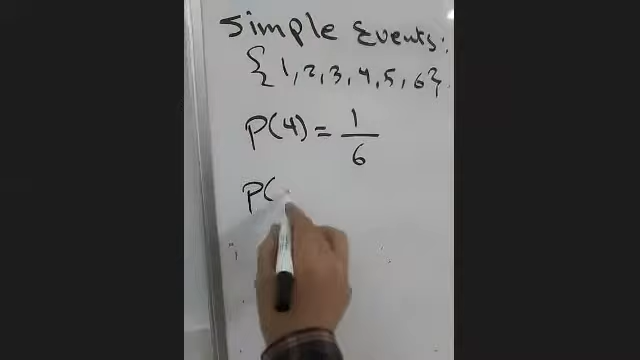 Simple Events:
{1,2,3,4,5,6}.
P(4) = 1/6
P(